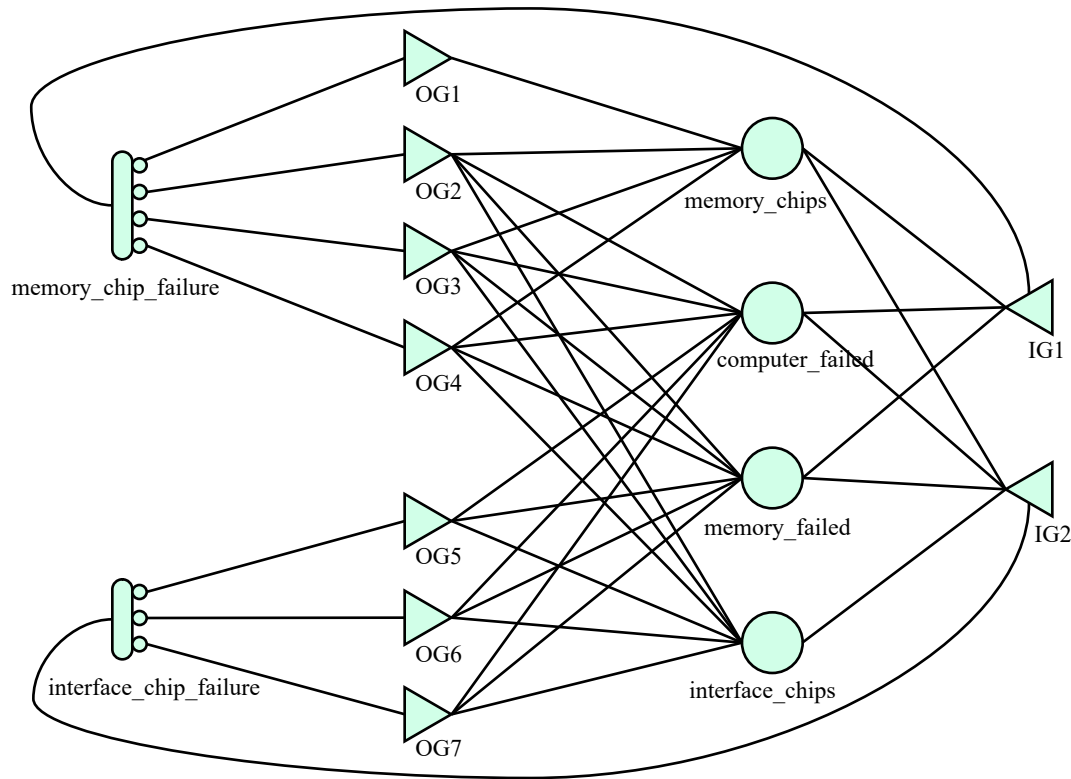 OG1
OG2
memory_chips
memory_chip_failure
OG3
IG1
computer_failed
OG4
memory_failed
IG2
OG5
OG6
interface_chip_failure
interface_chips
OG7